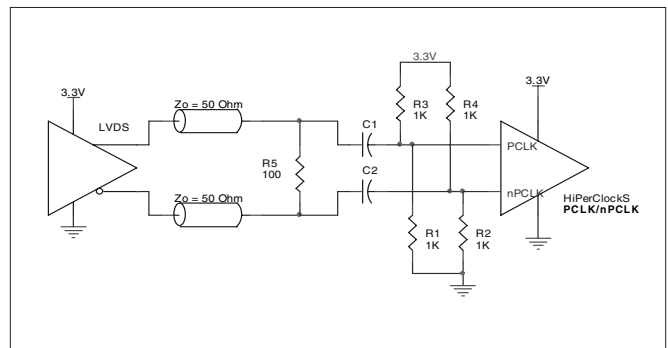 3.3V
LVDS
Zo = 50 Ohm
Zo = 50 Ohm
R5
100
C1
C2
3.3V
R3
1K
R4
1K
R1
1K
R2
1K
3.3V
PCLK
nPCLK
HiPerClockS
PCLK/nPCLK